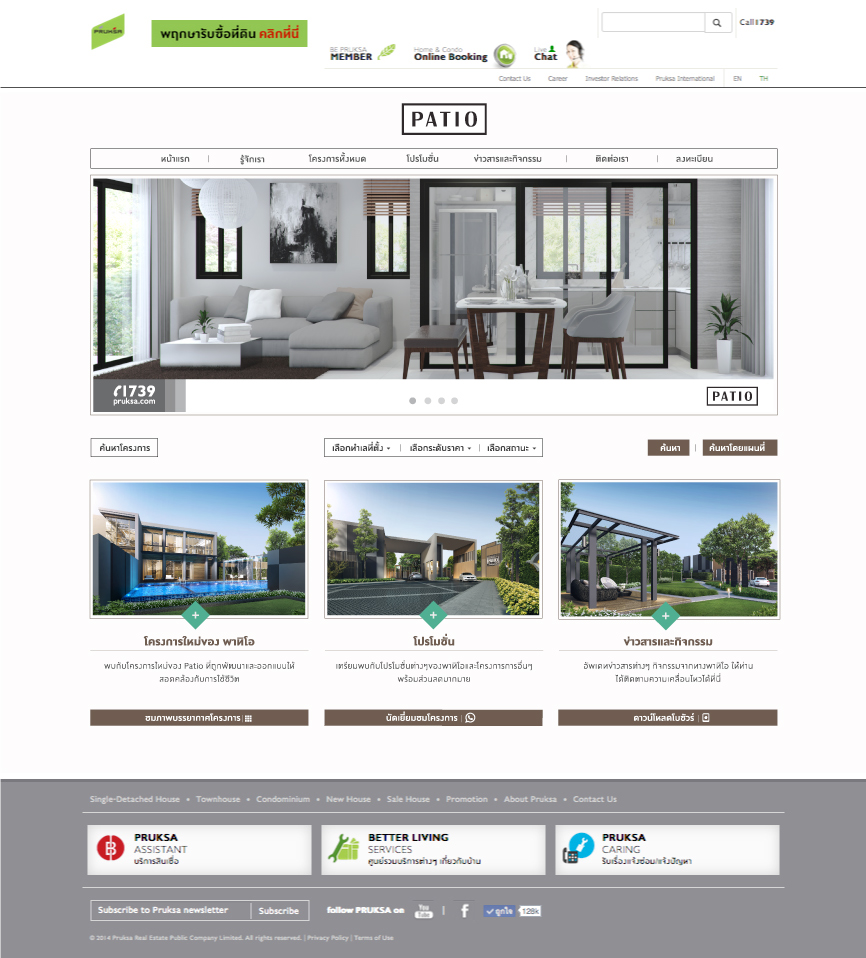 PRUKSA
พฤกษารับซื้อที่ดิน คลิกที่นี่
Call 1739
BE PRUKSA
MEMBER
Home & Condo
Online Booking
Live
Chat
Contact Us Career Investor Relations Pruksa International EN TH
PATIO
หน้าแรก | รู้จักเรา โครงการทั้งหมด โปรโมชั่น ข่าวสารและกิจกรรม | ติดต่อเรา | ลงทะเบียน
1739
pruksa.com
PATIO
ค้นหาโครงการ
เลือกทำเลที่ตั้ง | เลือกระดับราคา | เลือกสถานะ
ค้นหา | ค้นหาโดยแผนที่
โครงการใหม่ของ พาทิโอ
พบกับโครงการใหม่ของ Patio ที่ถูกพัฒนาและออกแบบให้
สอดคล้องกับการใช้ชีวิต
ชมภาพบรรยากาศโครงการ |
โปรโมชั่น
เตรียมพบกับโปรโมชั่นต่างๆของพาทิโอและโครงการการอื่นๆ
พร้อมส่วนลดมากมาย
นัดเยี่ยมชมโครงการ |
ข่าวสารและกิจกรรม
อัพเดทข่าวสารต่างๆ กิจกรรมจากทางพาทิโอ ให้ท่าน
ได้ติดตามความเคลื่อนไหวได้ที่นี่
ดาวน์โหลดโบชัวร์ |
Single-Detached House • Townhouse • Condominium • New House • Sale House • Promotion • About Pruksa • Contact Us
PRUKSA
ASSISTANT
บริการสินเชื่อ
BETTER LIVING
SERVICES
ศูนย์รวมบริการต่างๆ เกี่ยวกับบ้าน
PRUKSA
CARING
รับเรื่องแจ้งซ่อม/แจ้งปัญหา
Subscribe to Pruksa newsletter Subscribe
follow PRUKSA on You Tube | f ถูกใจ 128k
© 2014 Pruksa Real Estate Public Company Limited. All rights reserved. | Privacy Policy | Terms of Use